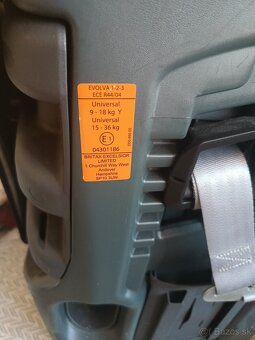 EVOLVA 1-2-3
ECE R44/04
Universal
9 - 18 kg Y
Universal
15 - 36 kg
E1
04301186
BRITAX EXCELSIOR
LIMITED
1 Churchill Way West
Andover
Hampshire
SP10 3UW
bazos.sk